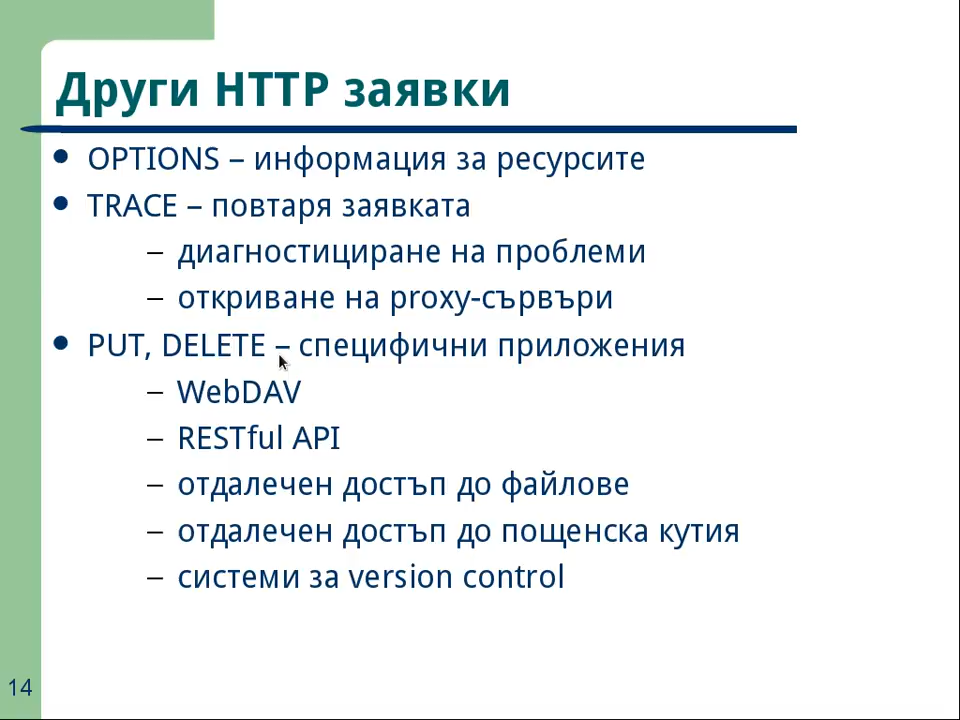 Други HTTP заявки
● OPTIONS – информация за ресурсите
● TRACE – повтаря заявката
– диагностициране на проблеми
– откриване на proxy-сървъри
● PUT, DELETE – специфични приложения
– WebDAV
– RESTful API
– отдалечен достъп до файлове
– отдалечен достъп до пощенска кутия
– системи за version control
14